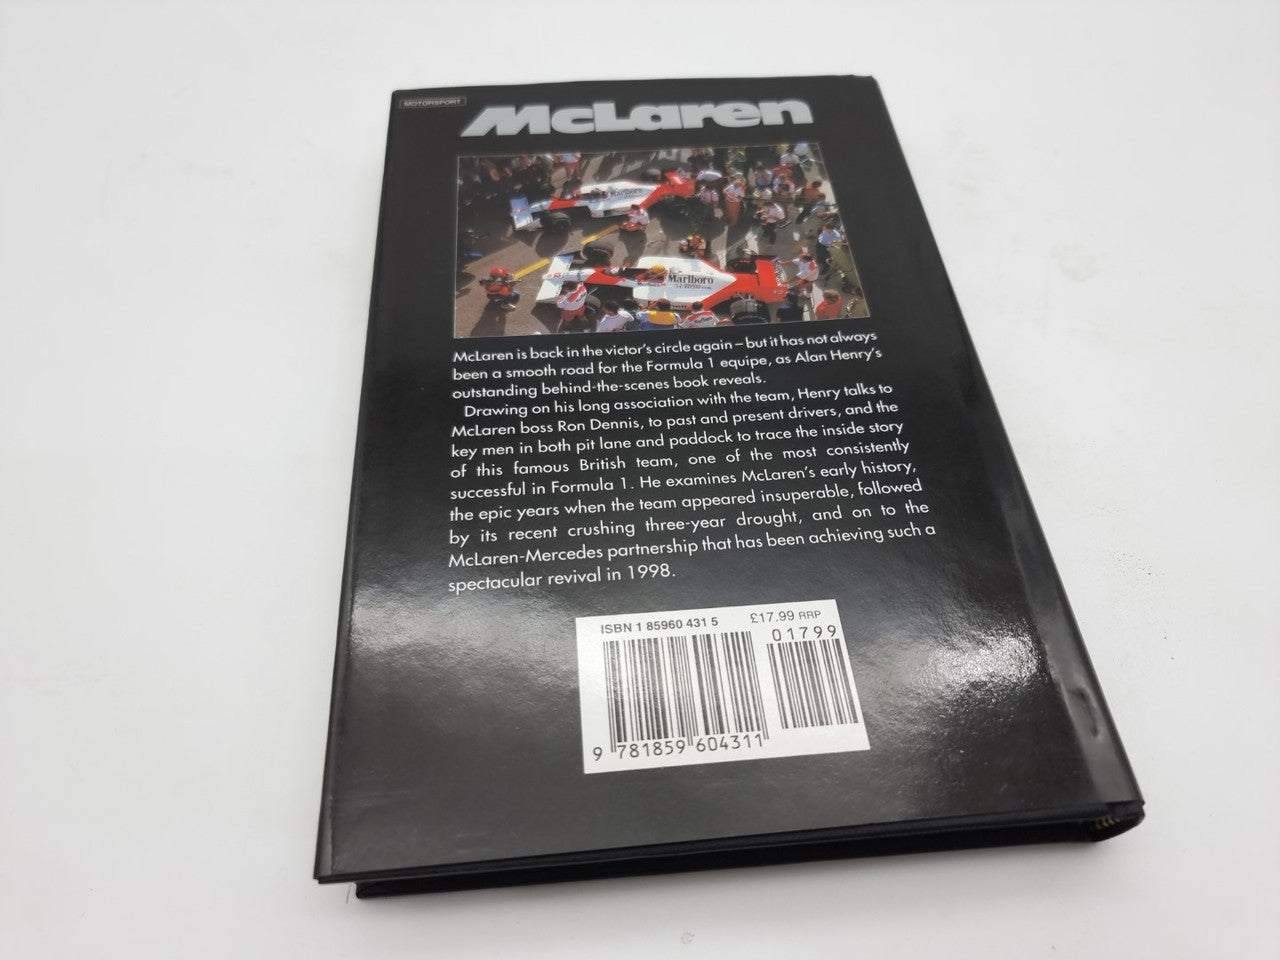 MOTORSPORT
McLaren
Marlboro
Marlboro
HONDA
McLaren is back in the victor's circle again – but it has not always
been a smooth road for the Formula 1 equipe, as Alan Henry's
outstanding behind-the-scenes book reveals.
Drawing on his long association with the team, Henry talks to
McLaren boss Ron Dennis, to past and present drivers, and the
key men in both pit lane and paddock to trace the inside story
of this famous British team, one of the most consistently
successful in Formula 1. He examines McLaren's early history,
the epic years when the team appeared insuperable, followed
by its recent crushing three-year drought, and on to the
McLaren-Mercedes partnership that has been achieving such a
spectacular revival in 1998.
ISBN 1 85960 431 5 £17.99 RRP
01799
9 781859 604311